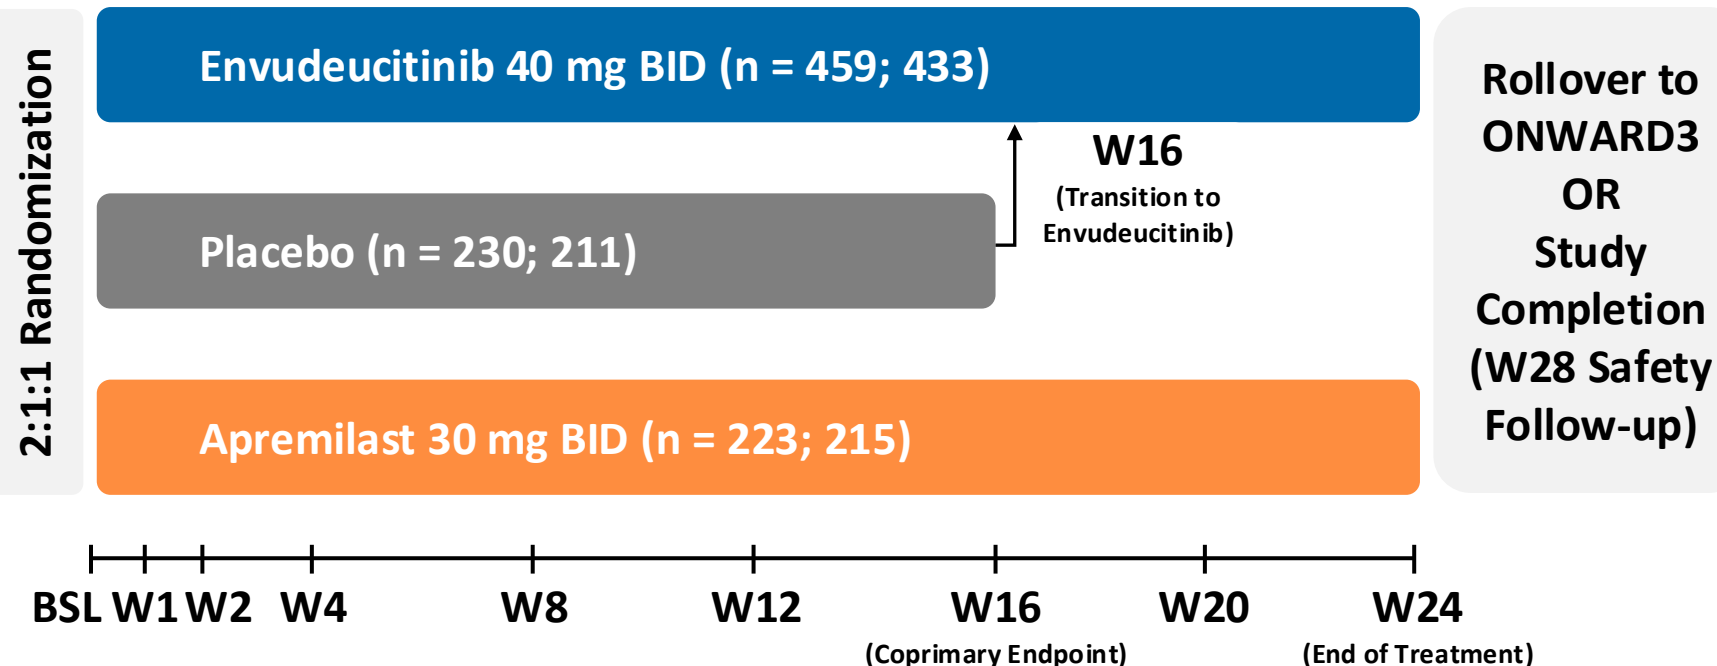 2:1:1 Randomization
Envudeucitinib 40 mg BID (n = 459; 433)
W16
(Transition to
Envudeucitinib)
Placebo (n = 230; 211)
Apremilast 30 mg BID (n = 223; 215)
Rollover to
ONWARD3
OR
Study
Completion
(W28 Safety
Follow-up)
BSL W1 W2 W4 W8 W12 W16 W20 W24
(Coprimary Endpoint) (End of Treatment)